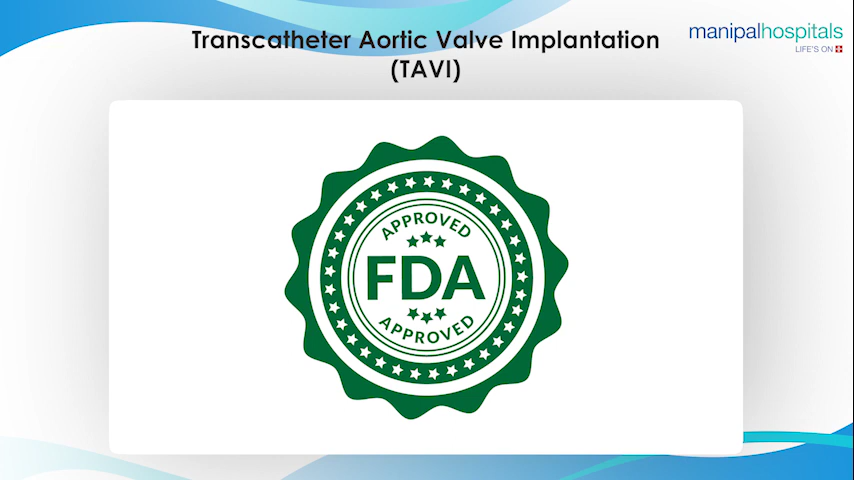 Transcatheter Aortic Valve Implantation
(TAVI)
manipalhospitals
LIFE'S ON
APPROVED
FDA
APPROVED